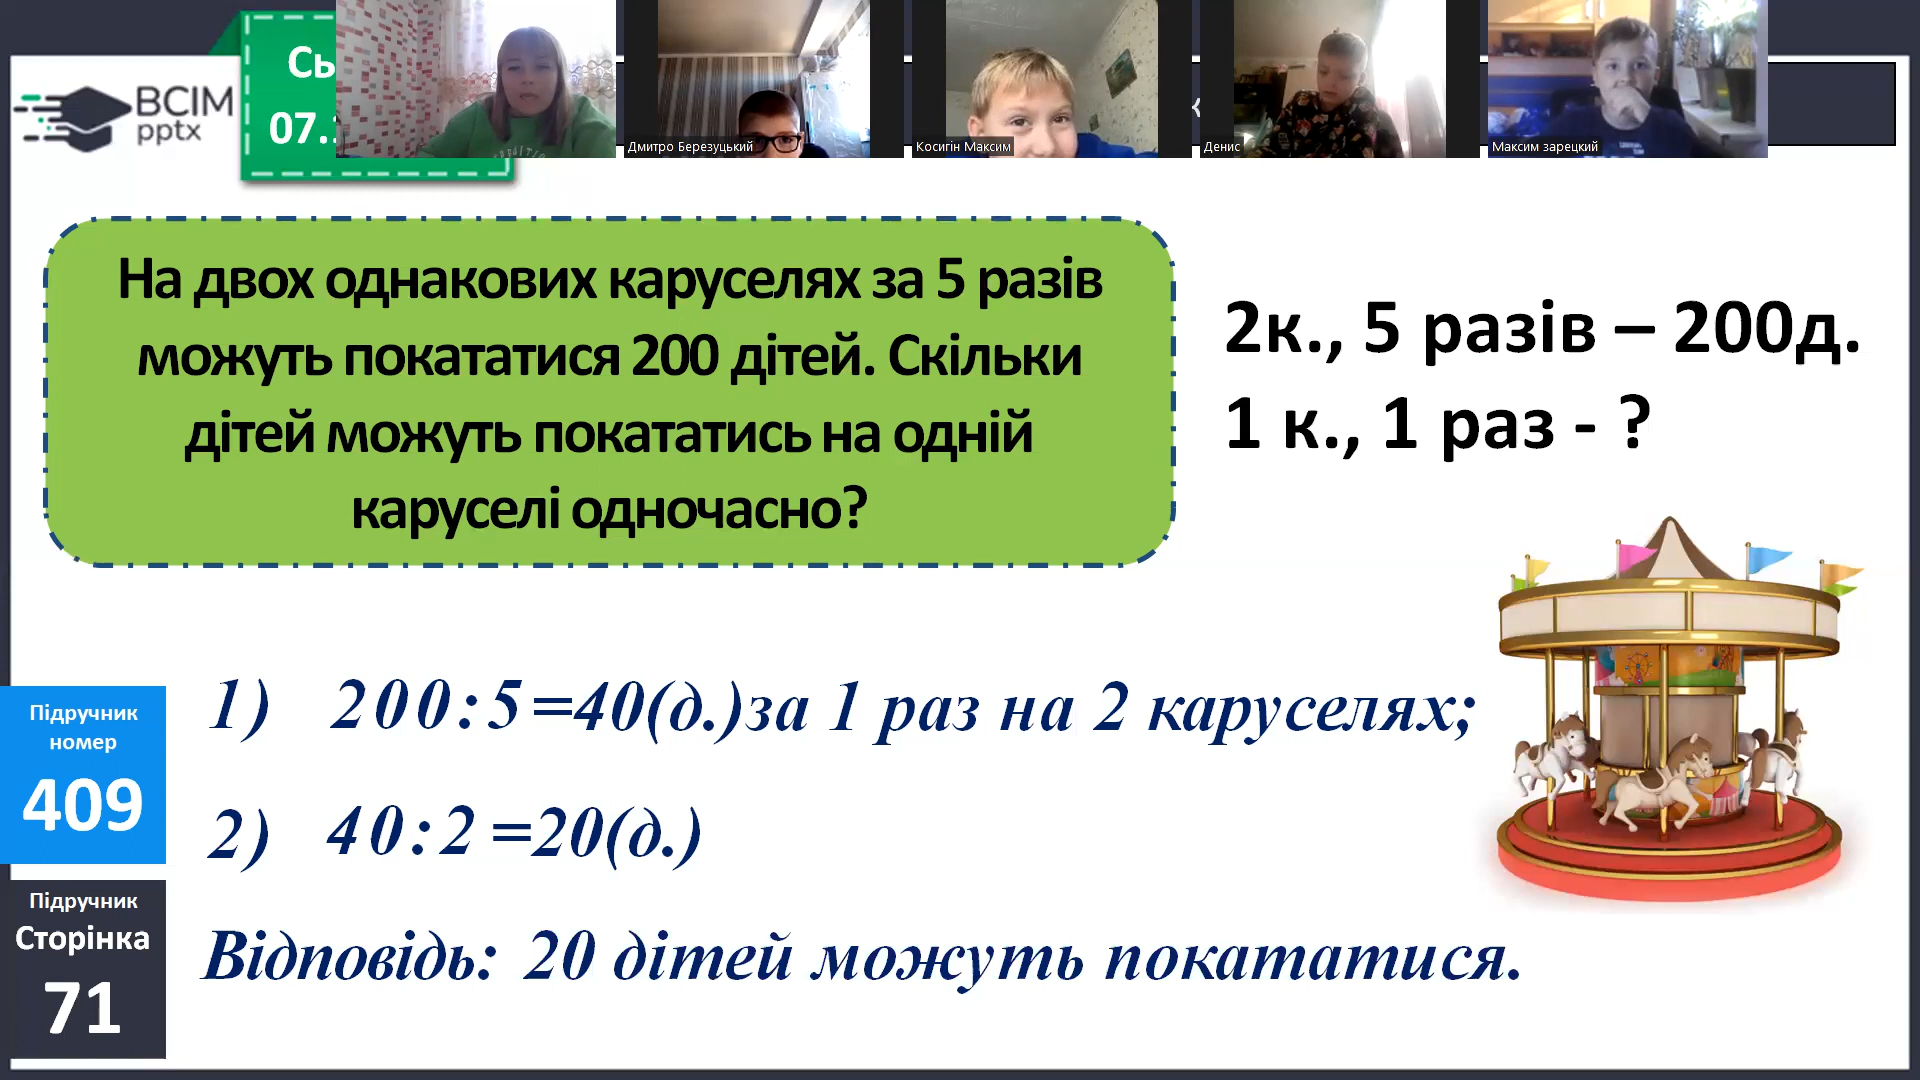 ВСІМ
pptx
Сь
07.
Дмитро Березуцький
Косигін Максим
Денис
Максим зарецкий
На двох однакових каруселях за 5 разів
можуть покататися 200 дітей. Скільки
дітей можуть покататись на одній
каруселі одночасно?
2к., 5 разів – 200д.
1 к., 1 раз - ?
1) 200:5=40(д.)за 1 раз на 2 каруселях;
2) 40:2 =20(д.)
Відповідь: 20 дітей можуть покататися.
Підручник
номер
409
Підручник
Сторінка
71